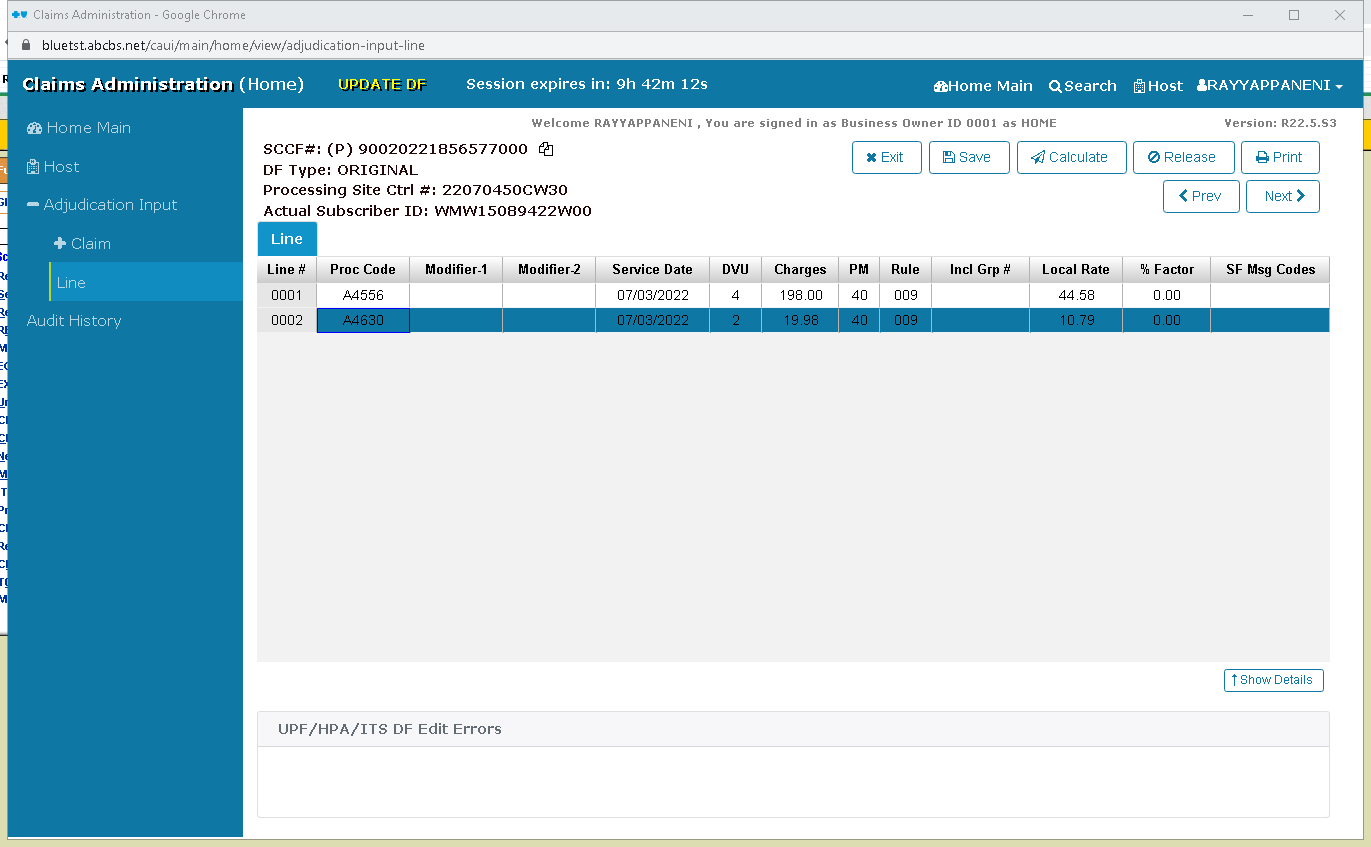 Claims Administration - Google Chrome
bluetst.abcbs.net/caui/main/home/view/adjudication-input-line
Claims Administration (Home) UPDATE DF Session expires in: 9h 42m 12s Home Main Search Host RAYYAPPANENI
Welcome RAYYAPPANENI , You are signed in as Business Owner ID 0001 as HOME Version: R22.5.S3
Home Main
Host
Adjudication Input
Claim
Line
Audit History
SCCF#: (P) 90020221856577000
DF Type: ORIGINAL
Processing Site Ctrl #: 22070450CW30
Actual Subscriber ID: WMW15089422W00
Exit Save Calculate Release Print
Prev Next
Line
Line # Proc Code Modifier-1 Modifier-2 Service Date DVU Charges PM Rule Incl Grp # Local Rate % Factor SF Msg Codes
0001 A4556 07/03/2022 4 198.00 40 009 44.58 0.00
0002 A4630 07/03/2022 2 19.98 40 009 10.79 0.00
Show Details
UPF/HPA/ITS DF Edit Errors